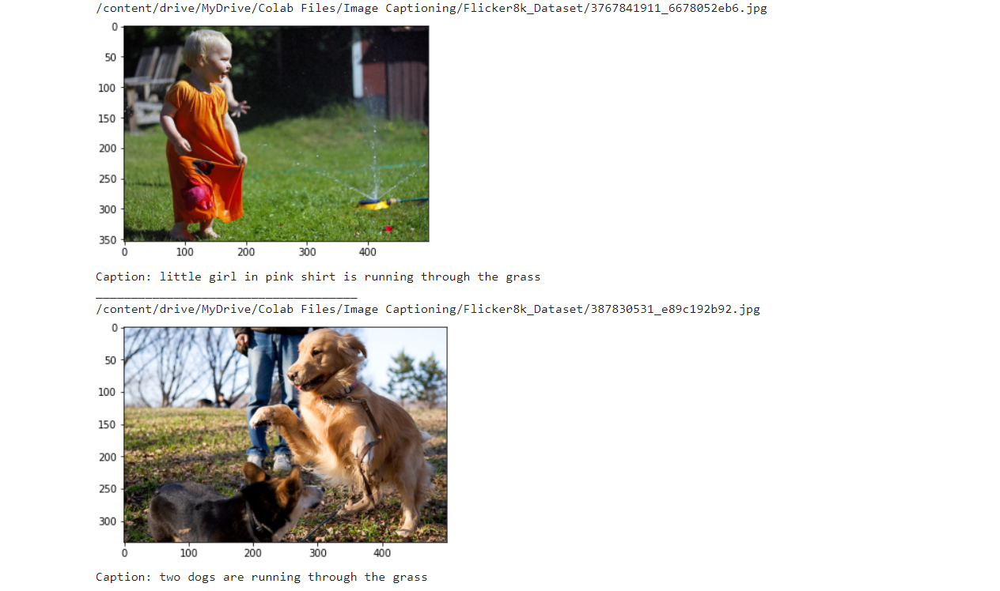 /content/drive/MyDrive/Colab Files/Image Captioning/Flicker8k_Dataset/3767841911_6678052eb6.jpg
0
50
100
150
200
250
300
350
0 100 200 300 400
Caption: little girl in pink shirt is running through the grass
_____________________________________
/content/drive/MyDrive/Colab Files/Image Captioning/Flicker8k_Dataset/387830531_e89c192b92.jpg
0
50
100
150
200
250
300
0 100 200 300 400
Caption: two dogs are running through the grass